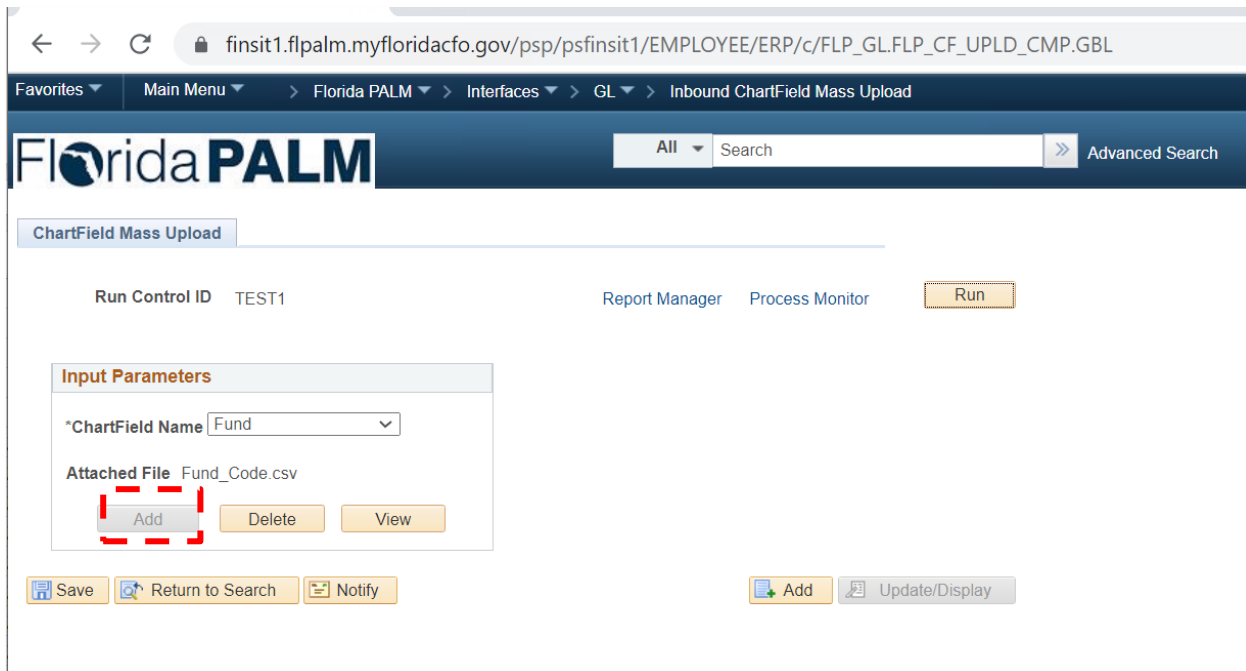 finsit1.flpalm.myfloridacfo.gov/psp/psfinsit1/EMPLOYEE/ERP/c/FLP_GL.FLP_CF_UPLD_CMP.GBL
Favorites Main Menu > Florida PALM > Interfaces > GL > Inbound ChartField Mass Upload
Florida PALM All Search Advanced Search
ChartField Mass Upload
Run Control ID TEST1 Report Manager Process Monitor Run
Input Parameters
*ChartField Name Fund
Attached File Fund_Code.csv
Add Delete View
Save Return to Search Notify Add Update/Display